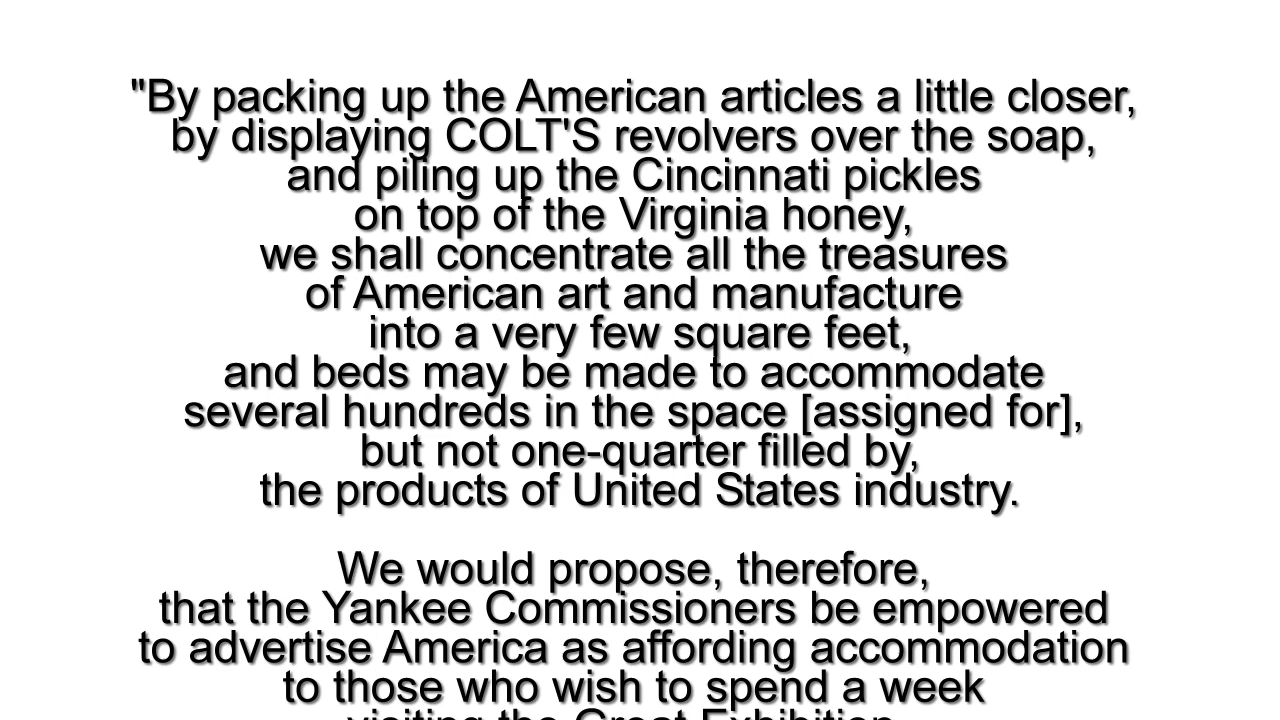 "By packing up the American articles a little closer,
by displaying COLT'S revolvers over the soap,
and piling up the Cincinnati pickles
on top of the Virginia honey,
we shall concentrate all the treasures
of American art and manufacture
into a very few square feet,
and beds may be made to accommodate
several hundreds in the space [assigned for],
but not one-quarter filled by,
the products of United States industry.
We would propose, therefore,
that the Yankee Commissioners be empowered
to advertise America as affording accommodation
to those who wish to spend a week
visiting the Great Exhibition